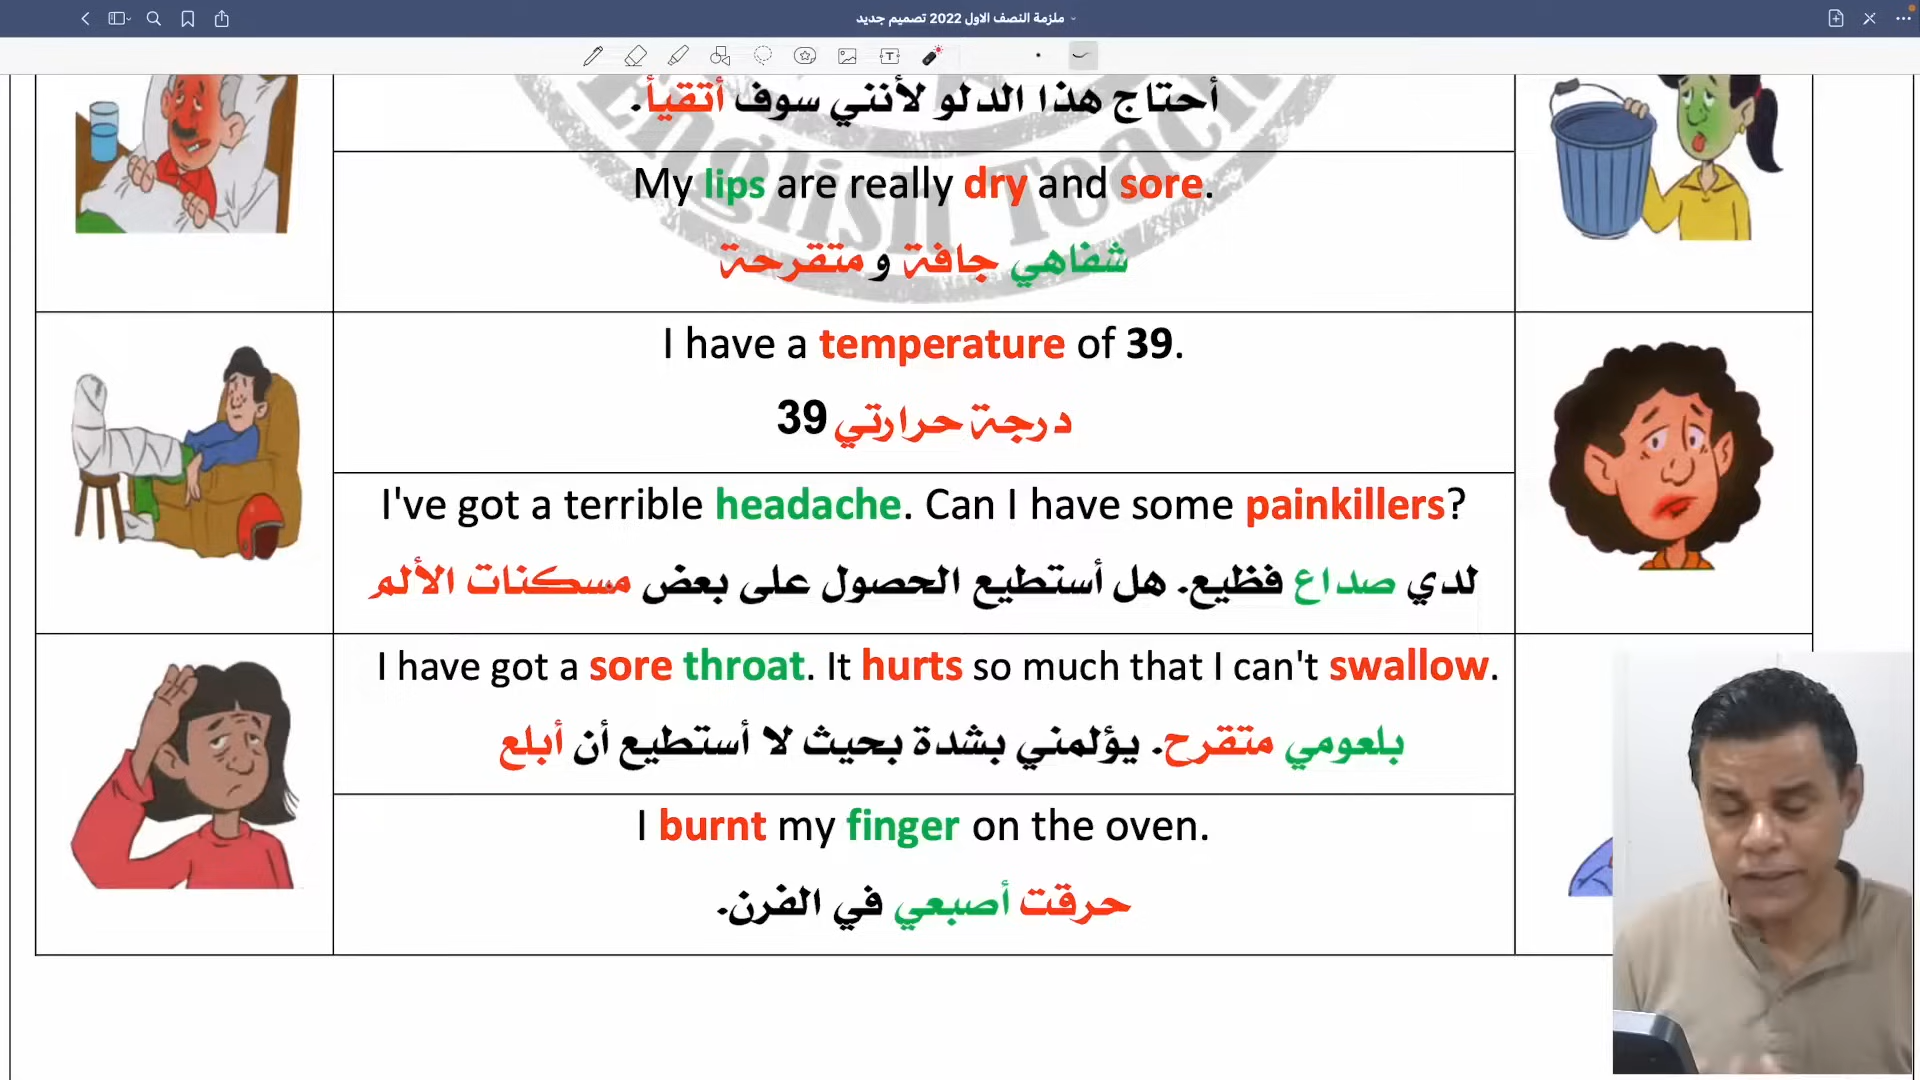 ملزمة النصف الاول 2022 تصميم جديد
أحتاج هذا الدلو لأنني سوف أتقيأ.
English Teach
My lips are really dry and sore.
شفاهي جافة و متقرحة
I have a temperature of 39.
درجة حرارتي 39
I've got a terrible headache. Can I have some painkillers?
لدي صداع فظيع. هل أستطيع الحصول على بعض مسكنات الألم
I have got a sore throat. It hurts so much that I can't swallow.
بلعومي متقرح. يؤلمني بشدة بحيث لا أستطيع أن أبلع
I burnt my finger on the oven.
حرقت أصبعي في الفرن.